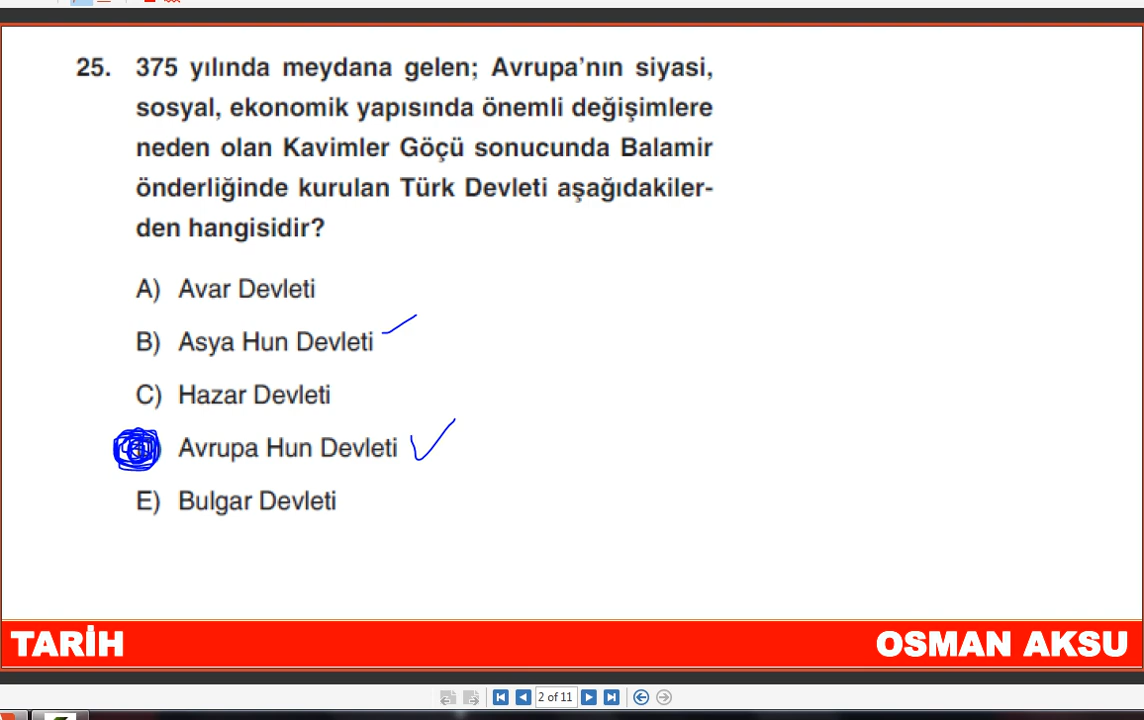 25. 375 yılında meydana gelen; Avrupa’nın siyasi,
sosyal, ekonomik yapısında önemli değişimlere
neden olan Kavimler Göçü sonucunda Balamir
önderliğinde kurulan Türk Devleti aşağıdakiler-
den hangisidir?
A) Avar Devleti
B) Asya Hun Devleti
C) Hazar Devleti
Avrupa Hun Devleti
E) Bulgar Devleti
TARİH
OSMAN AKSU
2 of 11